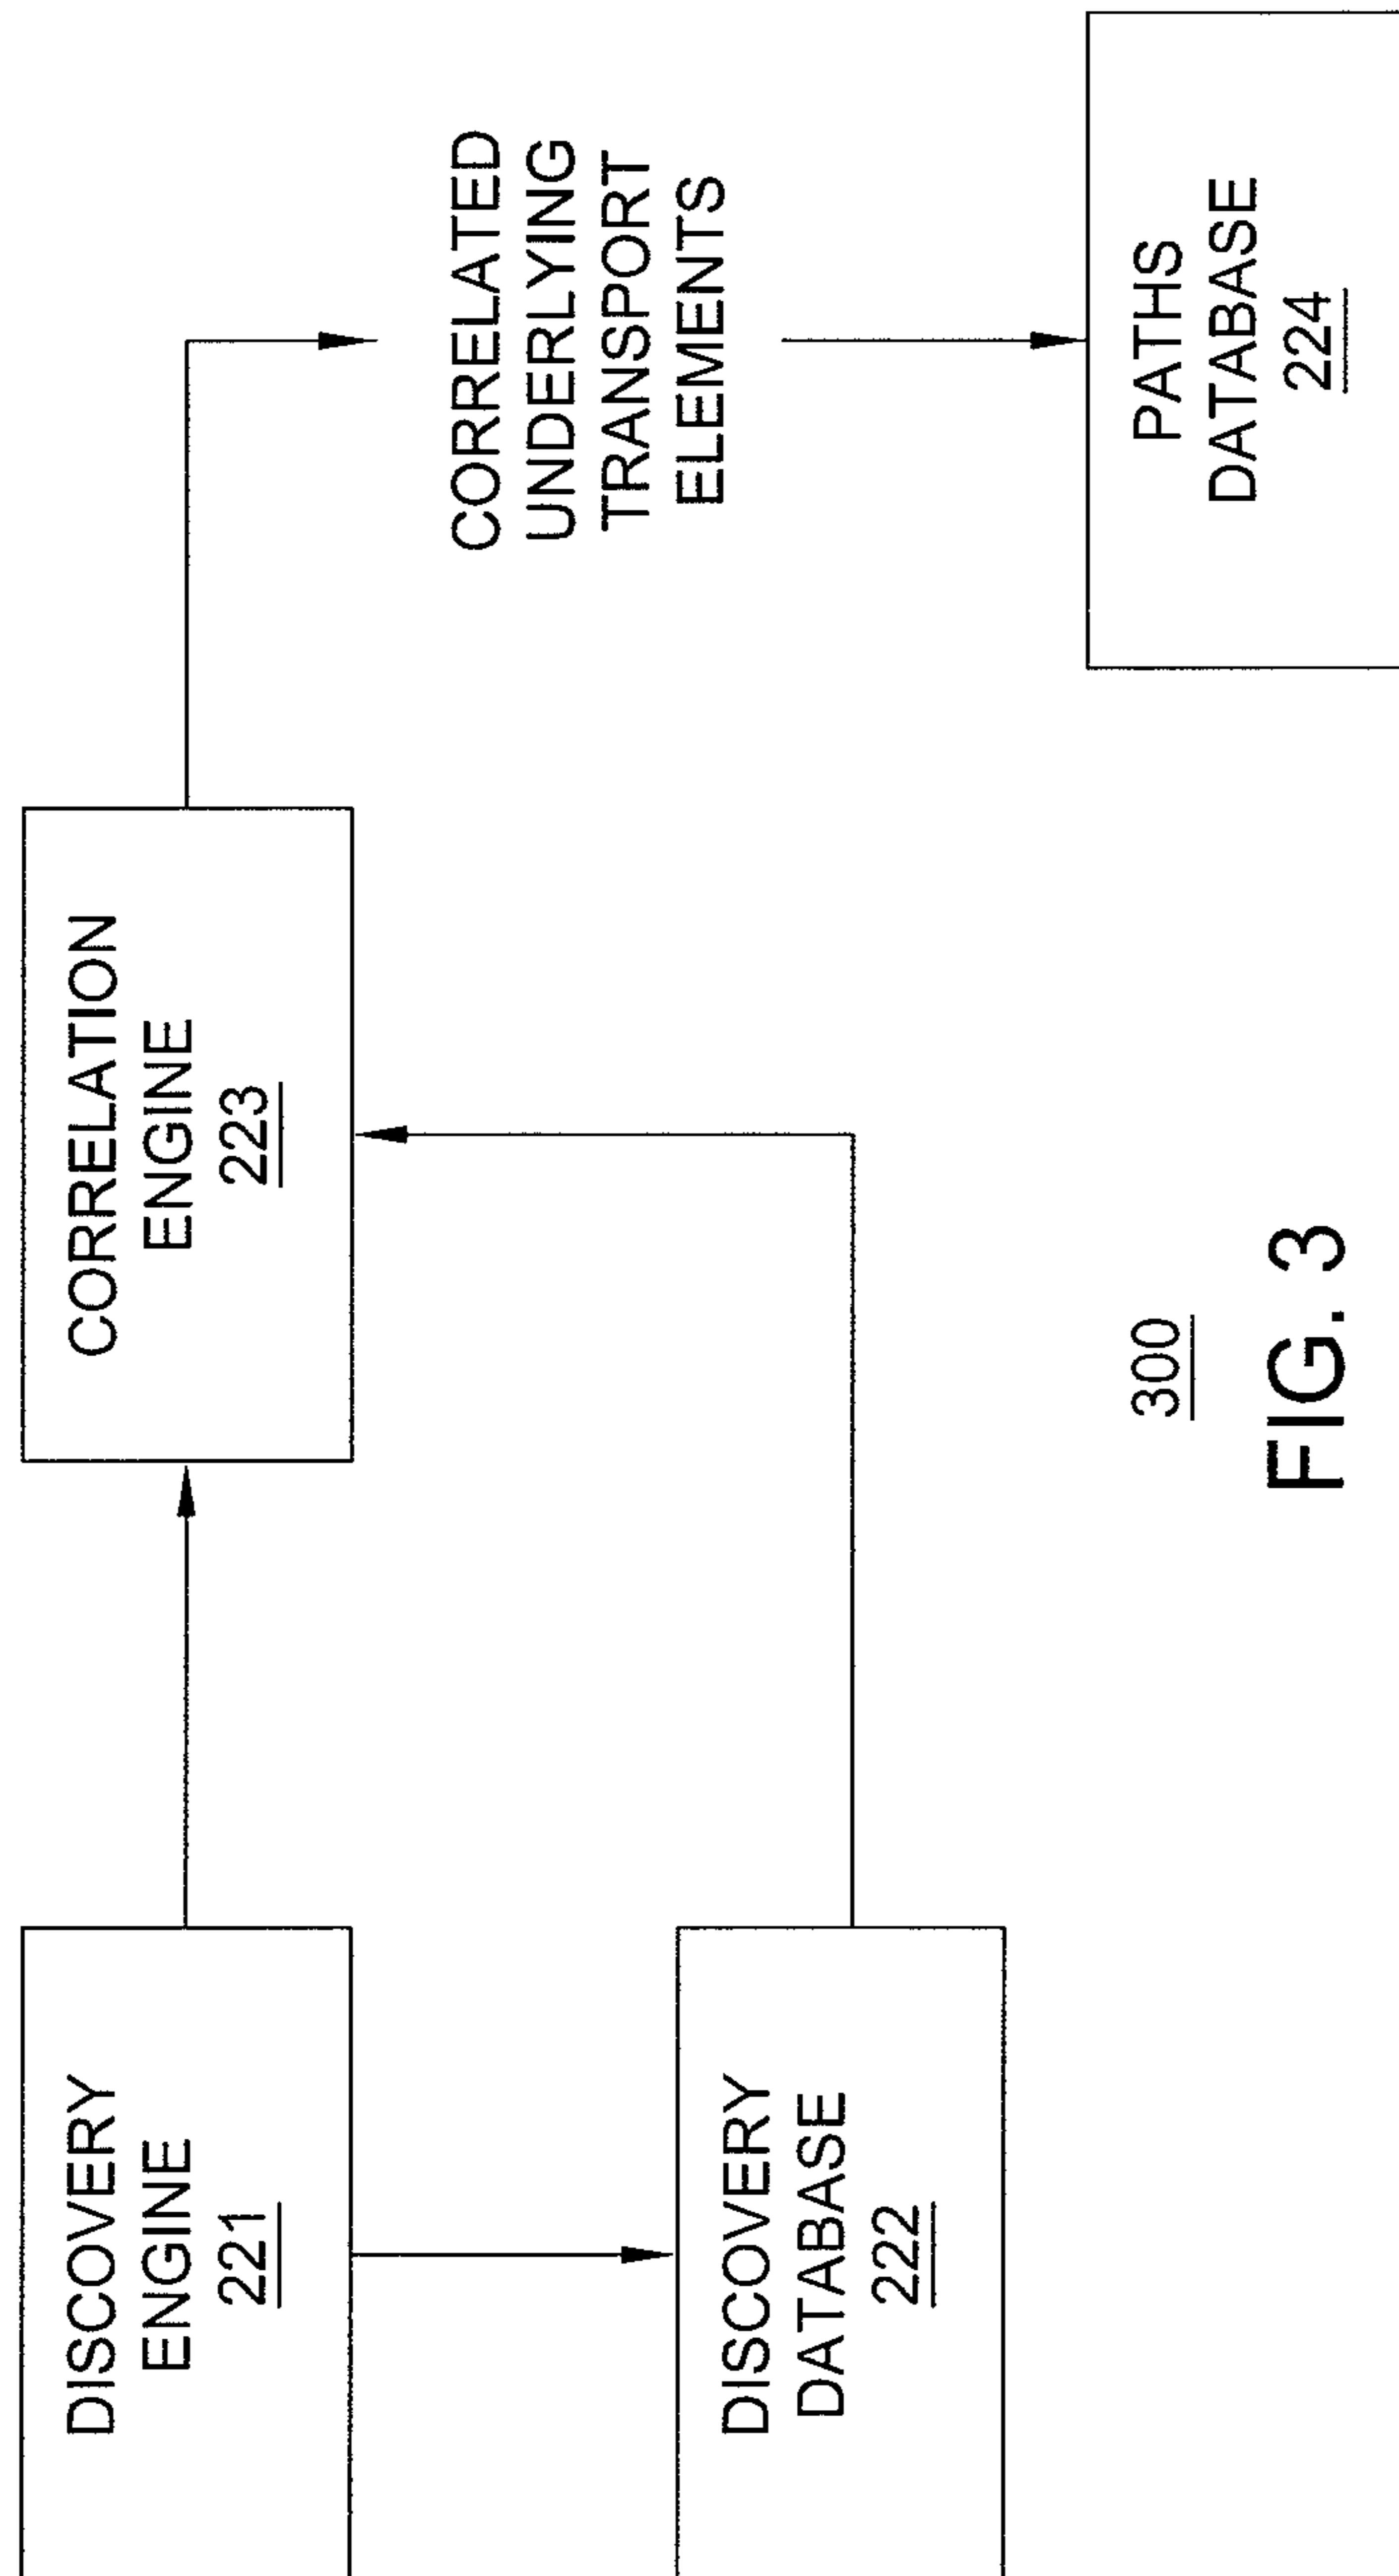 DISCOVERY
ENGINE
221
CORRELATION
ENGINE
223
CORRELATED
UNDERLYING
TRANSPORT
ELEMENTS
DISCOVERY
DATABASE
222
PATHS
DATABASE
224
300
FIG. 3